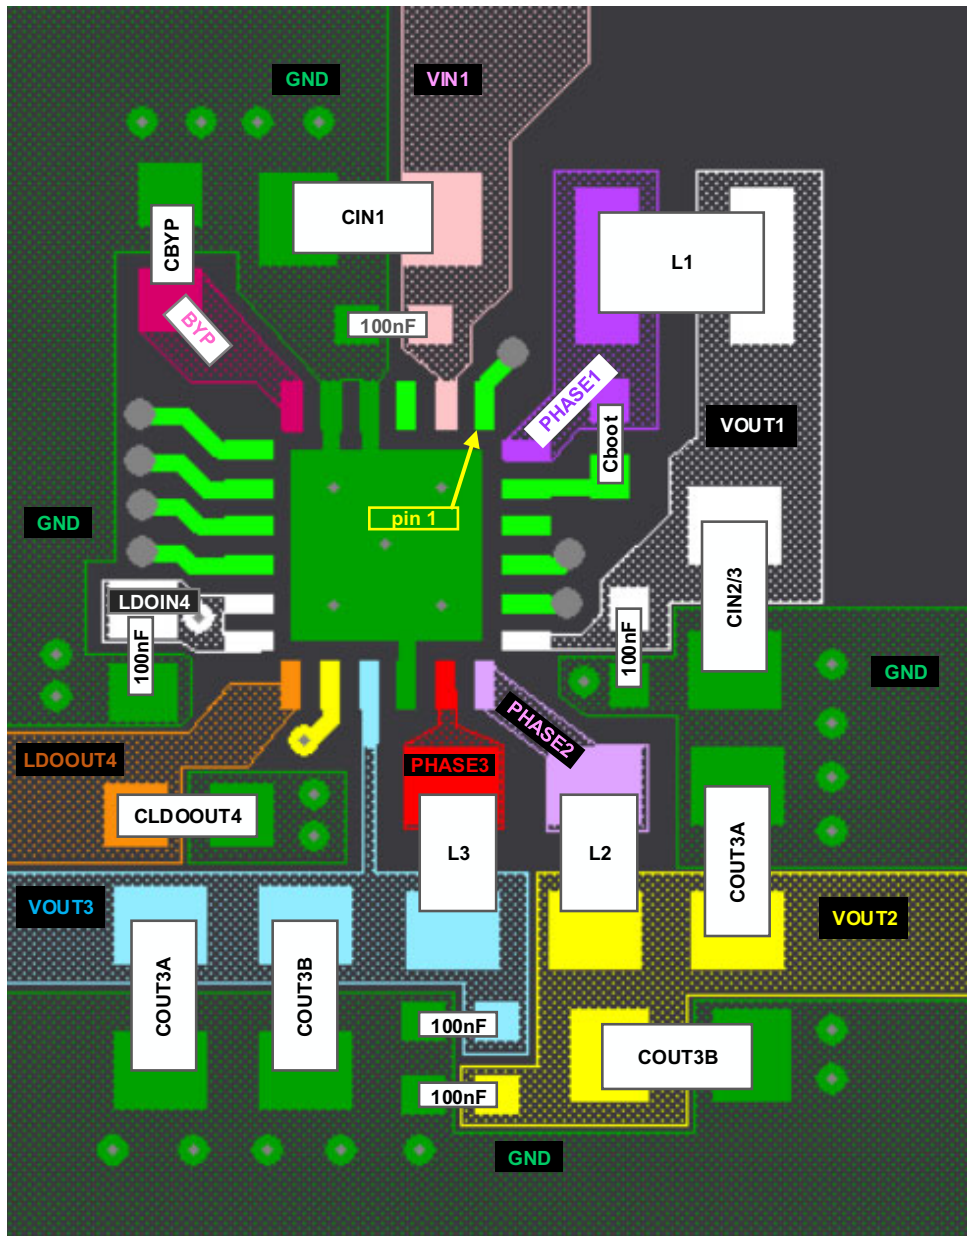 GND
VIN1
CIN1
CBYP
L1
BYP
100nF
PHASE1
VOUT1
Cboot
pin 1
GND
LDOIN4
CIN2/3
100nF
100nF
GND
PHASE2
LDOOUT4
PHASE3
CLDOOUT4
L3
L2
COUT3A
VOUT3
VOUT2
COUT3A
COUT3B
100nF
COUT3B
100nF
GND